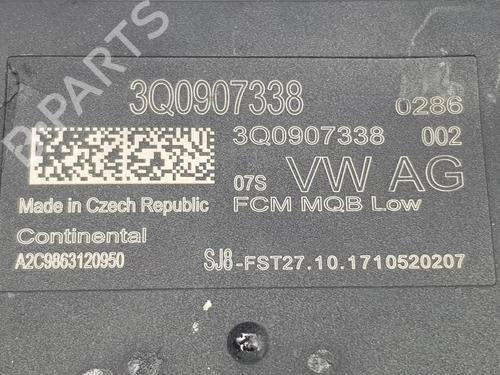 3Q0907338 0286
3Q0907338 002
07S VW AG
Made in Czech Republic FCM MQB Low
Continental
A2C9863120950 SJ8-FST27.10.1710520207
B-PARTS